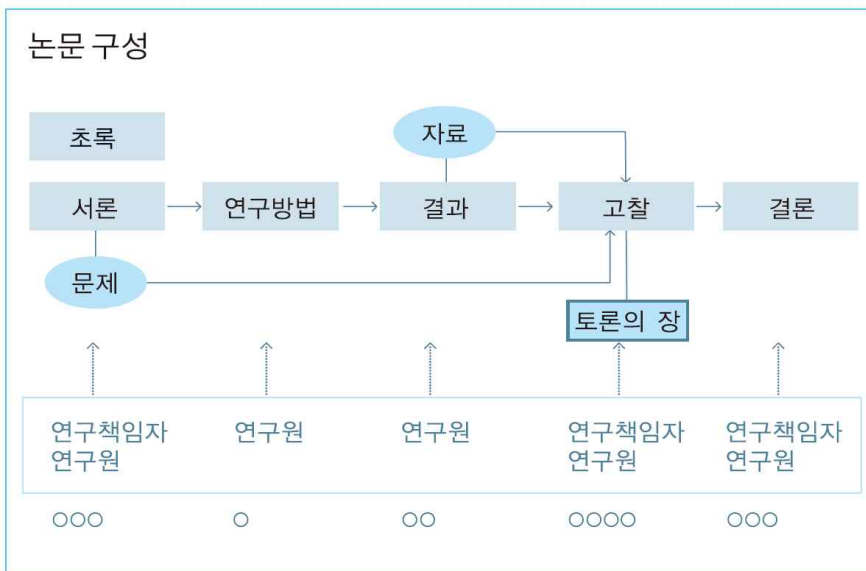 논문 구성
초록
자료
서론
연구방법
결과
고찰
결론
문제
토론의 장
연구책임자
연구원
연구원
연구원
연구책임자
연구원
연구책임자
연구원
○○○
○
○○
○○○○
○○○